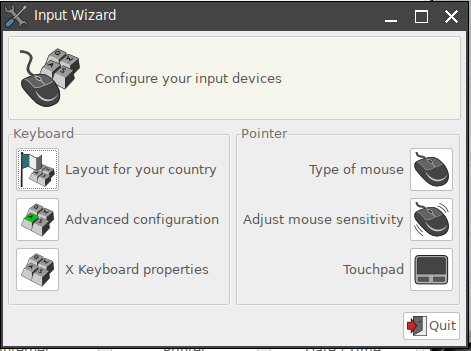 Input Wizard
Configure your input devices
Keyboard
Layout for your country
Advanced configuration
X Keyboard properties
Pointer
Type of mouse
Adjust mouse sensitivity
Touchpad
Quit